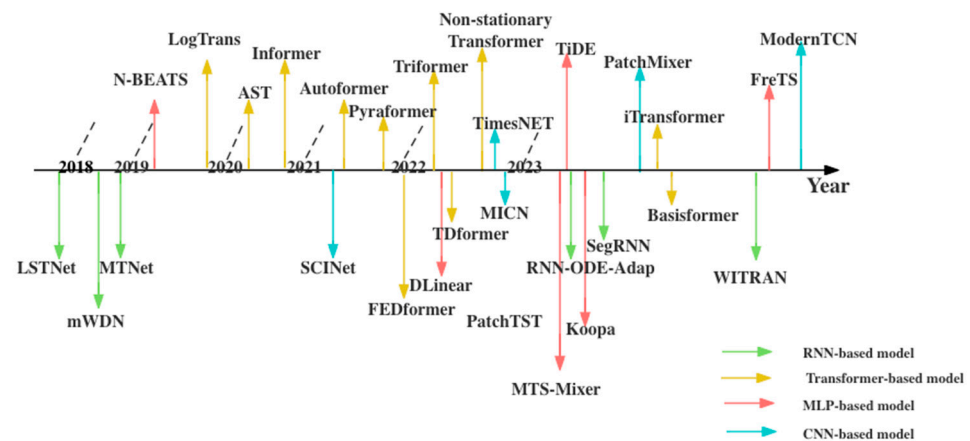 Non-stationary
Transformer
LogTrans
Informer
TiDE
ModernTCN
N-BEATS
AST
Autoformer
Triformer
PatchMixer
FreTS
Pyraformer
TimesNET
iTransformer
2018
2019
2020
2021
2022
2023
Year
LSTNet
MTNet
mWDN
SCINet
FEDformer
DLinear
TDformer
MICN
PatchTST
MTS-Mixer
RNN-ODE-Adap
SegRNN
Koopa
Basisformer
WITRAN
RNN-based model
Transformer-based model
MLP-based model
CNN-based model